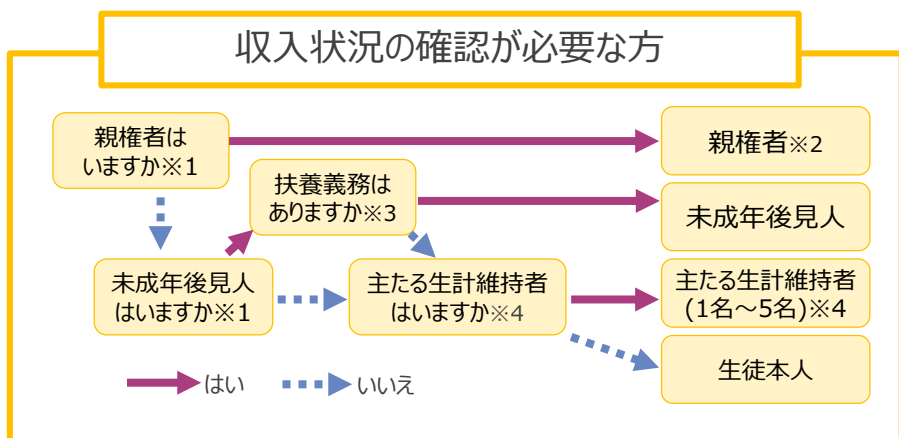 収入状況の確認が必要な方
親権者は
いますか※1
親権者※2
扶養義務は
ありますか※3
未成年後見人
未成年後見人
はいますか※1
主たる生計維持者
はいますか※4
主たる生計維持者
(1名～5名)※4
生徒本人
はい
いいえ